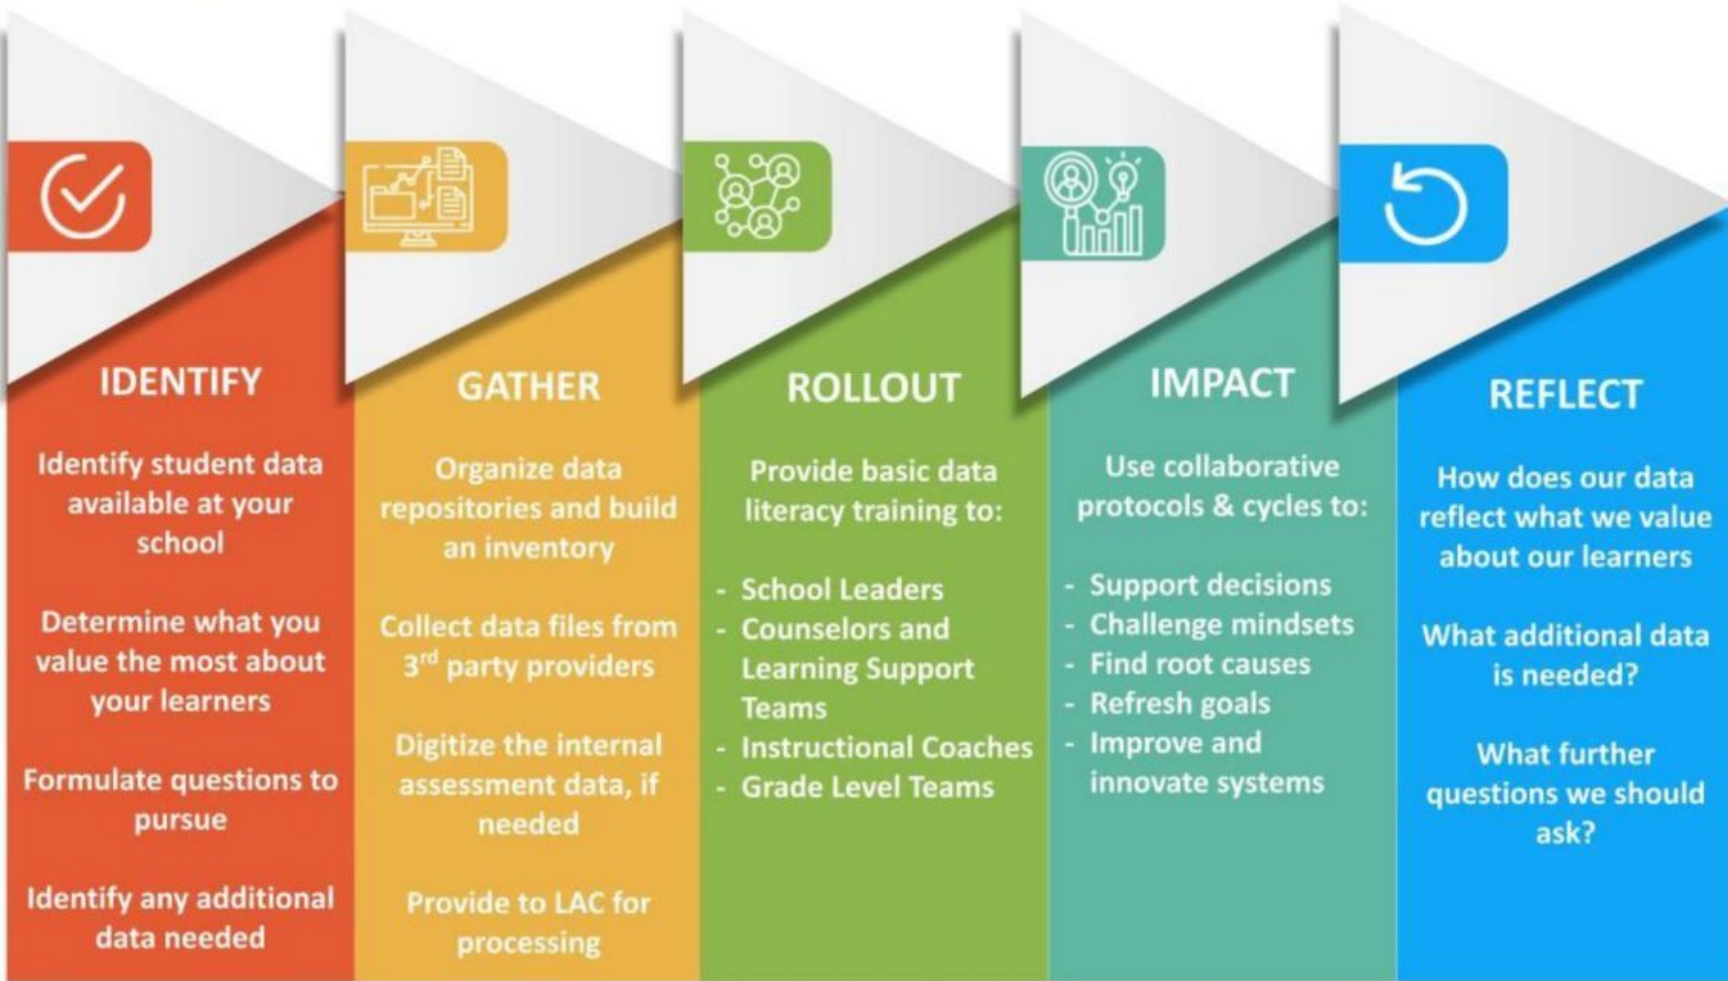 IDENTIFY
Identify student data
available at your
school
Determine what you
value the most about
your learners
Formulate questions to
pursue
Identify any additional
data needed
GATHER
Organize data
repositories and build
an inventory
Collect data files from
3rd party providers
Digitize the internal
assessment data, if
needed
Provide to LAC for
processing
ROLLOUT
Provide basic data
literacy training to:
- School Leaders
- Counselors and
Learning Support
Teams
- Instructional Coaches
- Grade Level Teams
IMPACT
Use collaborative
protocols & cycles to:
- Support decisions
- Challenge mindsets
- Find root causes
- Refresh goals
- Improve and
innovate systems
REFLECT
How does our data
reflect what we value
about our learners
What additional data
is needed?
What further
questions we should
ask?